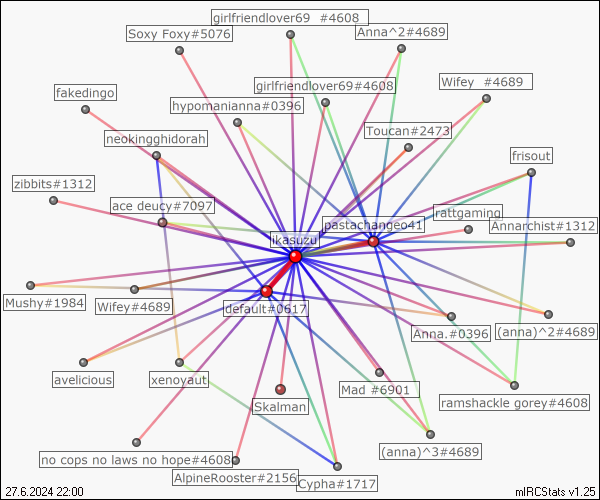 girlfriendlover69  #4608
Soxy Foxy#5076
Anna^2#4689
girlfriendlover69#4608
Wifey  #4689
fakedingo
hypomanianna#0396
Toucan#2473
neokingghidorah
frisout
zibbits#1312
ace deucy#7097
rattgaming
pastachangeo41
Annarchist#1312
ikasuzu
Mushy#1984
Wifey#4689
default#0617
Anna.#0396
(anna)^2#4689
avelicious
xenoyaut
Mad #6901
Skalman
ramshackle gorey#4608
no cops no laws no hope#4608
(anna)^3#4689
AlpineRooster#2156
Cypha#1717
27.6.2024 22:00
mIRCStats v1.25